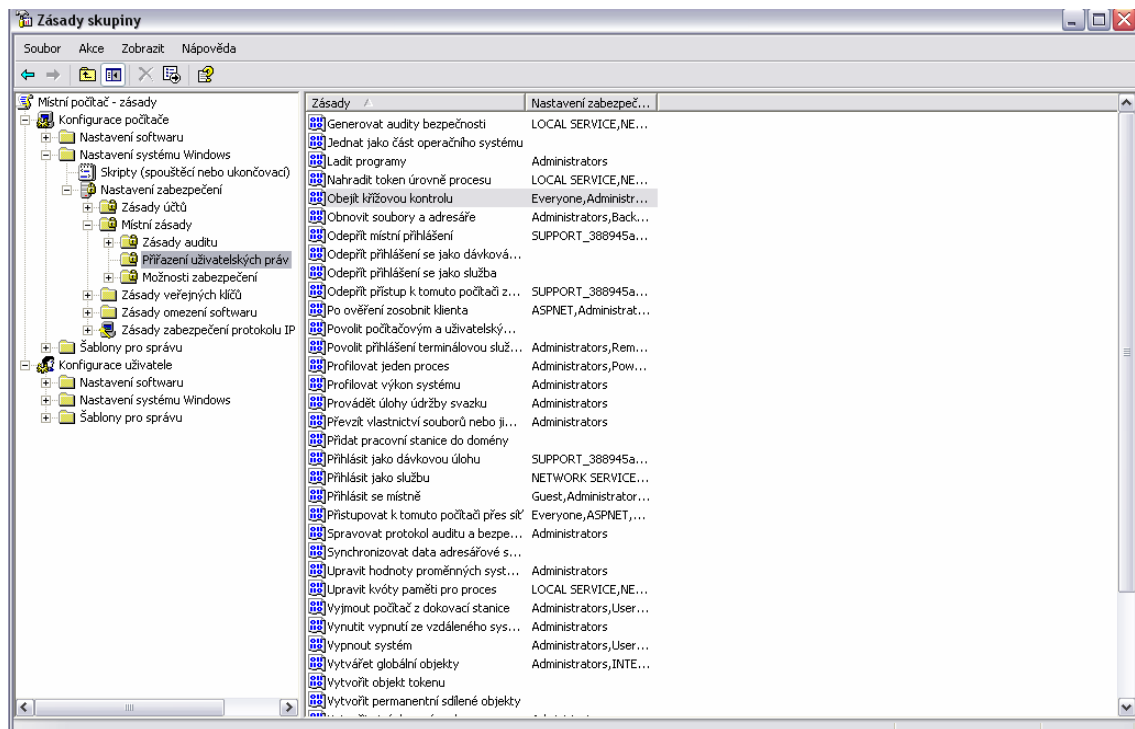 Zásady skupiny
Soubor Akce Zobrazit Nápověda
Místní počítač - zásady
Konfigurace počítače
Nastavení softwaru
Nastavení systému Windows
Skripty (spouštěcí nebo ukončovací)
Nastavení zabezpečení
Zásady účtů
Místní zásady
Zásady auditu
Přiřazení uživatelských práv
Možnosti zabezpečení
Zásady veřejných klíčů
Zásady omezení softwaru
Zásady zabezpečení protokolu IP
Šablony pro správu
Konfigurace uživatele
Nastavení softwaru
Nastavení systému Windows
Šablony pro správu
Zásady Nastavení zabezpeč...
Generovat audity bezpečnosti LOCAL SERVICE,NE...
Jednat jako část operačního systému
Ladit programy Administrators
Nahradit token úrovně procesu LOCAL SERVICE,NE...
Obejít křížovou kontrolu Everyone,Administr...
Obnovit soubory a adresáře Administrators,Back...
Odepřít místní přihlášení SUPPORT_388945a...
Odepřít přihlášení se jako dávková...
Odepřít přihlášení se jako služba
Odepřít přístup k tomuto počítači z... SUPPORT_388945a...
Po ověření zosobnit klienta ASPNET,Administrat...
Povolit počítačovým a uživatelský...
Povolit přihlášení terminálovou služ... Administrators,Rem...
Profilovat jeden proces Administrators,Pow...
Profilovat výkon systému Administrators
Provádět úlohy údržby svazku Administrators
Převzít vlastnictví souborů nebo ji... Administrators
Přidat pracovní stanice do domény
Přihlásit jako dávkovou úlohu SUPPORT_388945a...
Přihlásit jako službu NETWORK SERVICE...
Přihlásit se místně Guest,Administrator...
Přistupovat k tomuto počítači přes síť Everyone,ASPNET,...
Spravovat protokol auditu a bezpe... Administrators
Synchronizovat data adresářové s...
Upravit hodnoty proměnných syst... Administrators
Upravit kvóty paměti pro proces LOCAL SERVICE,NE...
Vyjmout počítač z dokovací stanice Administrators,User...
Vynutit vypnutí ze vzdáleného sys... Administrators
Vypnout systém Administrators,User...
Vytvářet globální objekty Administrators,INTE...
Vytvořit objekt tokenu
Vytvořit permanentní sdílené objekty